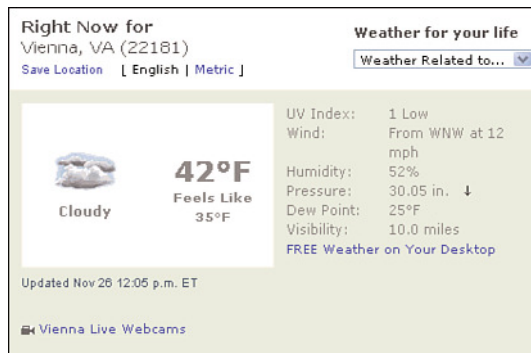 Right Now for
Vienna, VA (22181)
Save Location [ English | Metric ]
Weather for your life
Weather Related to...
Cloudy
42°F
Feels Like
35°F
UV Index: 1 Low
Wind: From WNW at 12
mph
Humidity: 52%
Pressure: 30.05 in. ↓
Dew Point: 25°F
Visibility: 10.0 miles
FREE Weather on Your Desktop
Updated Nov 26 12:05 p.m. ET
Vienna Live Webcams